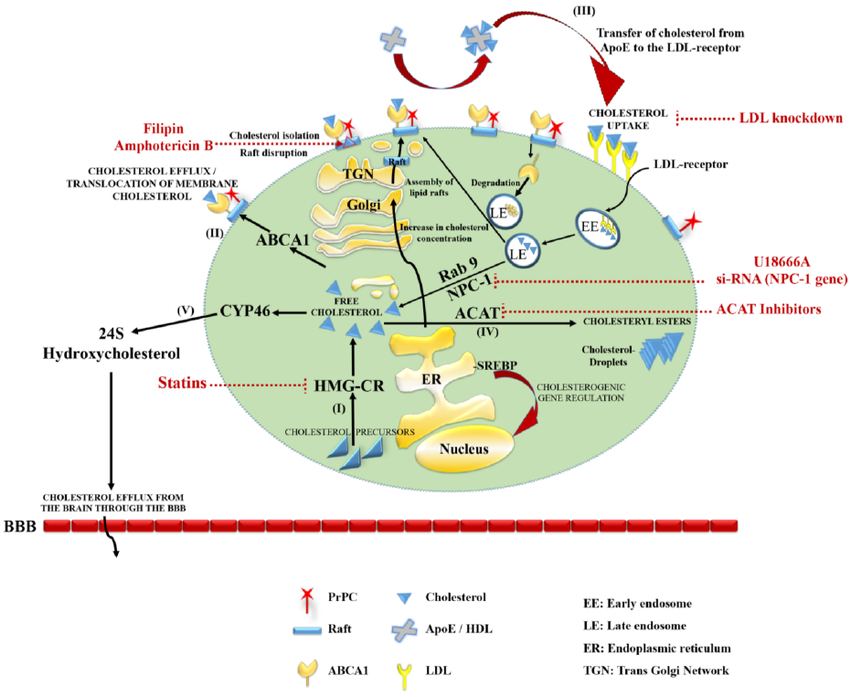 (III)
Transfer of cholesterol from
ApoE to the LDL-receptor
Filipin
Amphotericin B
Cholesterol isolation
Raft disruption
CHOLESTEROL
UPTAKE
LDL knockdown
CHOLESTEROL EFFLUX /
TRANSLOCATION OF MEMBRANE
CHOLESTEROL
Raft
TGN
Assembly of
lipid rafts
Degradation
LDL-receptor
LE
Golgi
(II)
ABCA1
Increase in cholesterol
concentration
EE
LE
Rab 9
NPC-1
U18666A
si-RNA (NPC-1 gene)
FREE
CHOLESTEROL
(V)
CYP46
ACAT
(IV)
ACAT Inhibitors
CHOLESTERYL ESTERS
24S
Hydroxycholesterol
Cholesterol-
Droplets
Statins
HMG-CR
(I)
ER
-SREBP
CHOLESTEROGENIC
GENE REGULATION
CHOLESTEROL PRECURSORS
Nucleus
CHOLESTEROL EFFLUX FROM
THE BRAIN THROUGH THE BBB
BBB
PrPC
Cholesterol
EE: Early endosome
Raft
ApoE / HDL
LE: Late endosome
ER: Endoplasmic reticulum
ABCA1
LDL
TGN: Trans Golgi Network